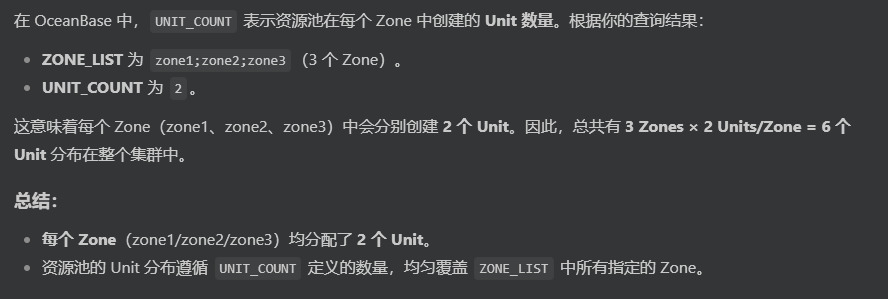 在 OceanBase 中， UNIT_COUNT 表示资源池在每个 Zone 中创建的 Unit 数量。根据你的查询结果：
• ZONE_LIST 为 zone1;zone2;zone3 （3 个 Zone）。
• UNIT_COUNT 为 2 。
这意味着每个 Zone（zone1、zone2、zone3）中会分别创建 2 个 Unit。因此，总共有 3 Zones × 2 Units/Zone = 6 个
Unit 分布在整个集群中。
总结：
• 每个 Zone（zone1/zone2/zone3）均分配了 2 个 Unit。
• 资源池的 Unit 分布遵循 UNIT_COUNT 定义的数量，均匀覆盖 ZONE_LIST 中所有指定的 Zone。